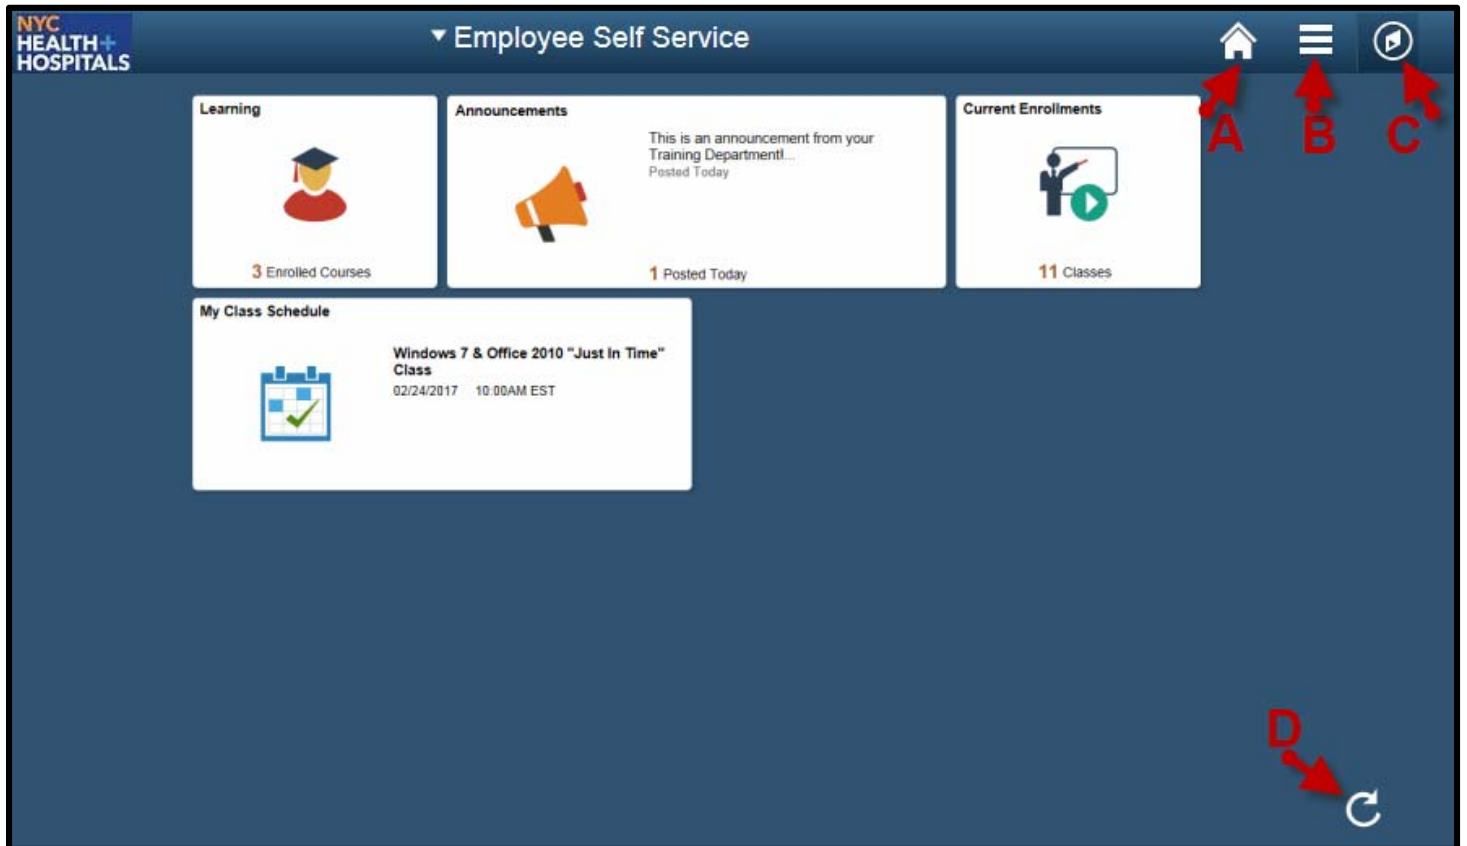 NYC
HEALTH+
HOSPITALS
Employee Self Service
A
B
C
Learning
3 Enrolled Courses
Announcements
This is an announcement from your
Training Department!...
Posted Today
1 Posted Today
Current Enrollments
11 Classes
My Class Schedule
Windows 7 & Office 2010 "Just In Time"
Class
02/24/2017 10:00AM EST
D